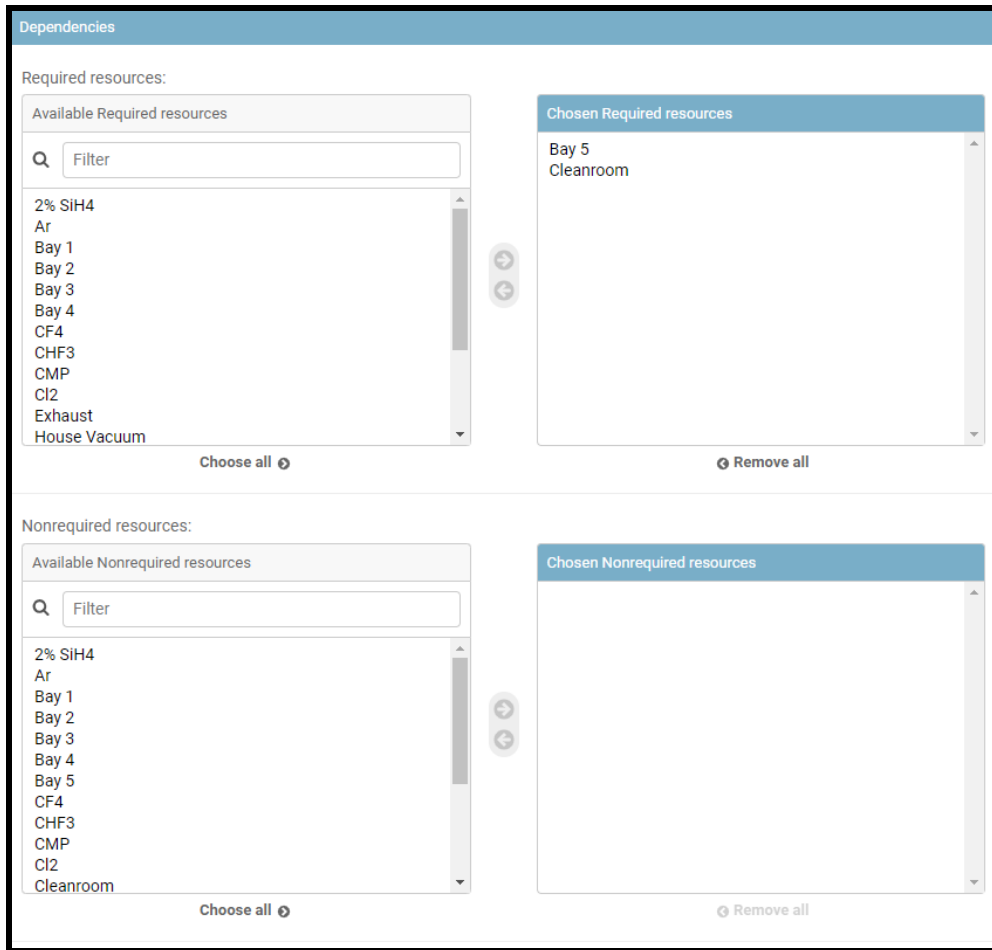 Dependencies
Required resources:
Available Required resources
Filter
2% SiH4
Ar
Bay 1
Bay 2
Bay 3
Bay 4
CF4
CHF3
CMP
Cl2
Exhaust
House Vacuum
Choose all
Chosen Required resources
Bay 5
Cleanroom
Remove all
Nonrequired resources:
Available Nonrequired resources
Filter
2% SiH4
Ar
Bay 1
Bay 2
Bay 3
Bay 4
Bay 5
CF4
CHF3
CMP
Cl2
Cleanroom
Choose all
Chosen Nonrequired resources
Remove all